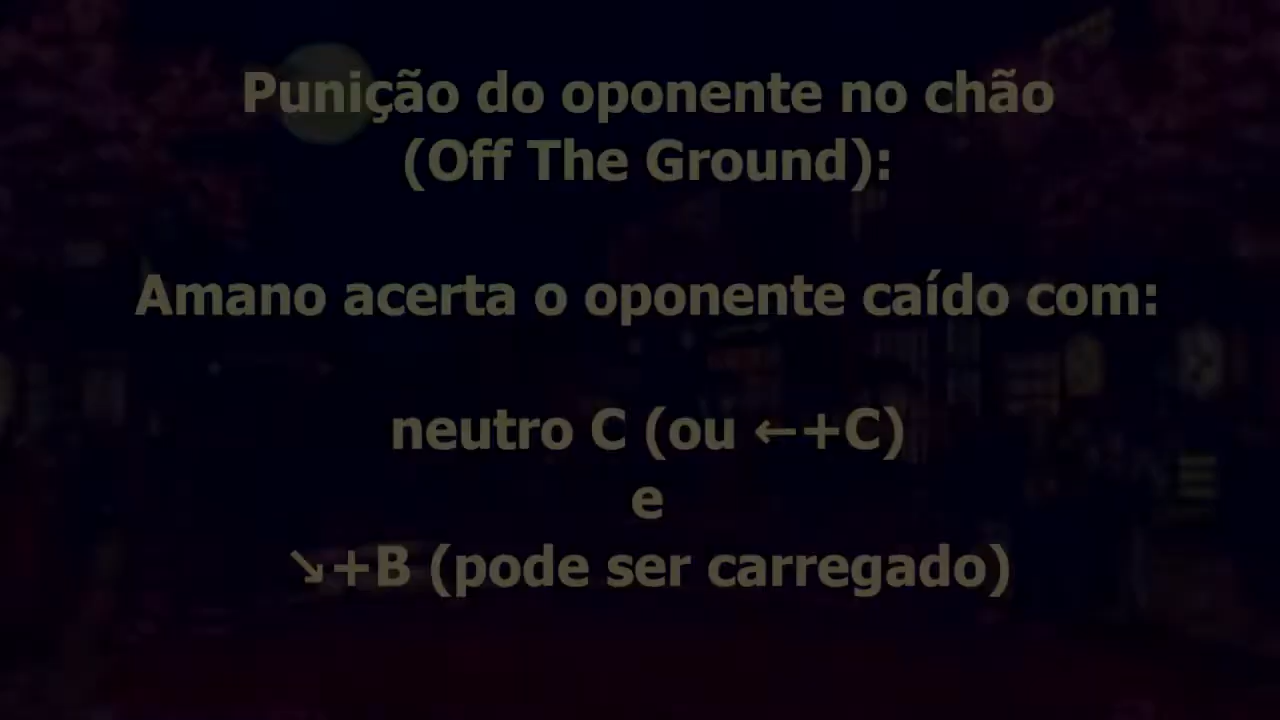 Punição do oponente no chão
(Off The Ground):
Amano acerta o oponente caído com:
neutro C (ou ←+C)
e
↘+B (pode ser carregado)